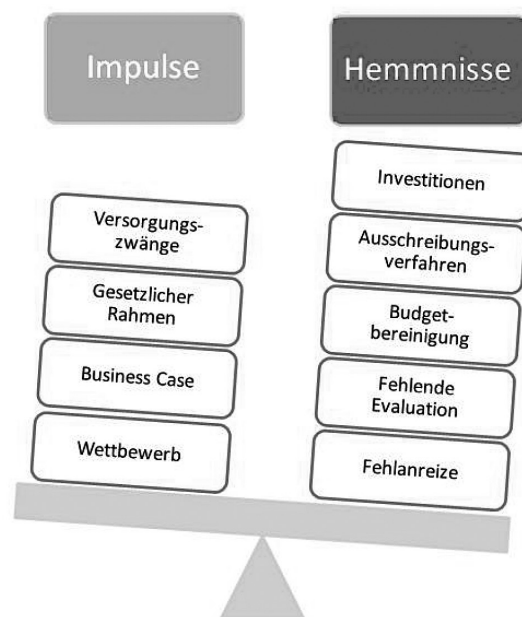 Impulse
Versorgungs-
zwänge
Gesetzlicher
Rahmen
Business Case
Wettbewerb
Hemmnisse
Investitionen
Ausschreibungs-
verfahren
Budget-
bereinigung
Fehlende
Evaluation
Fehlanreize